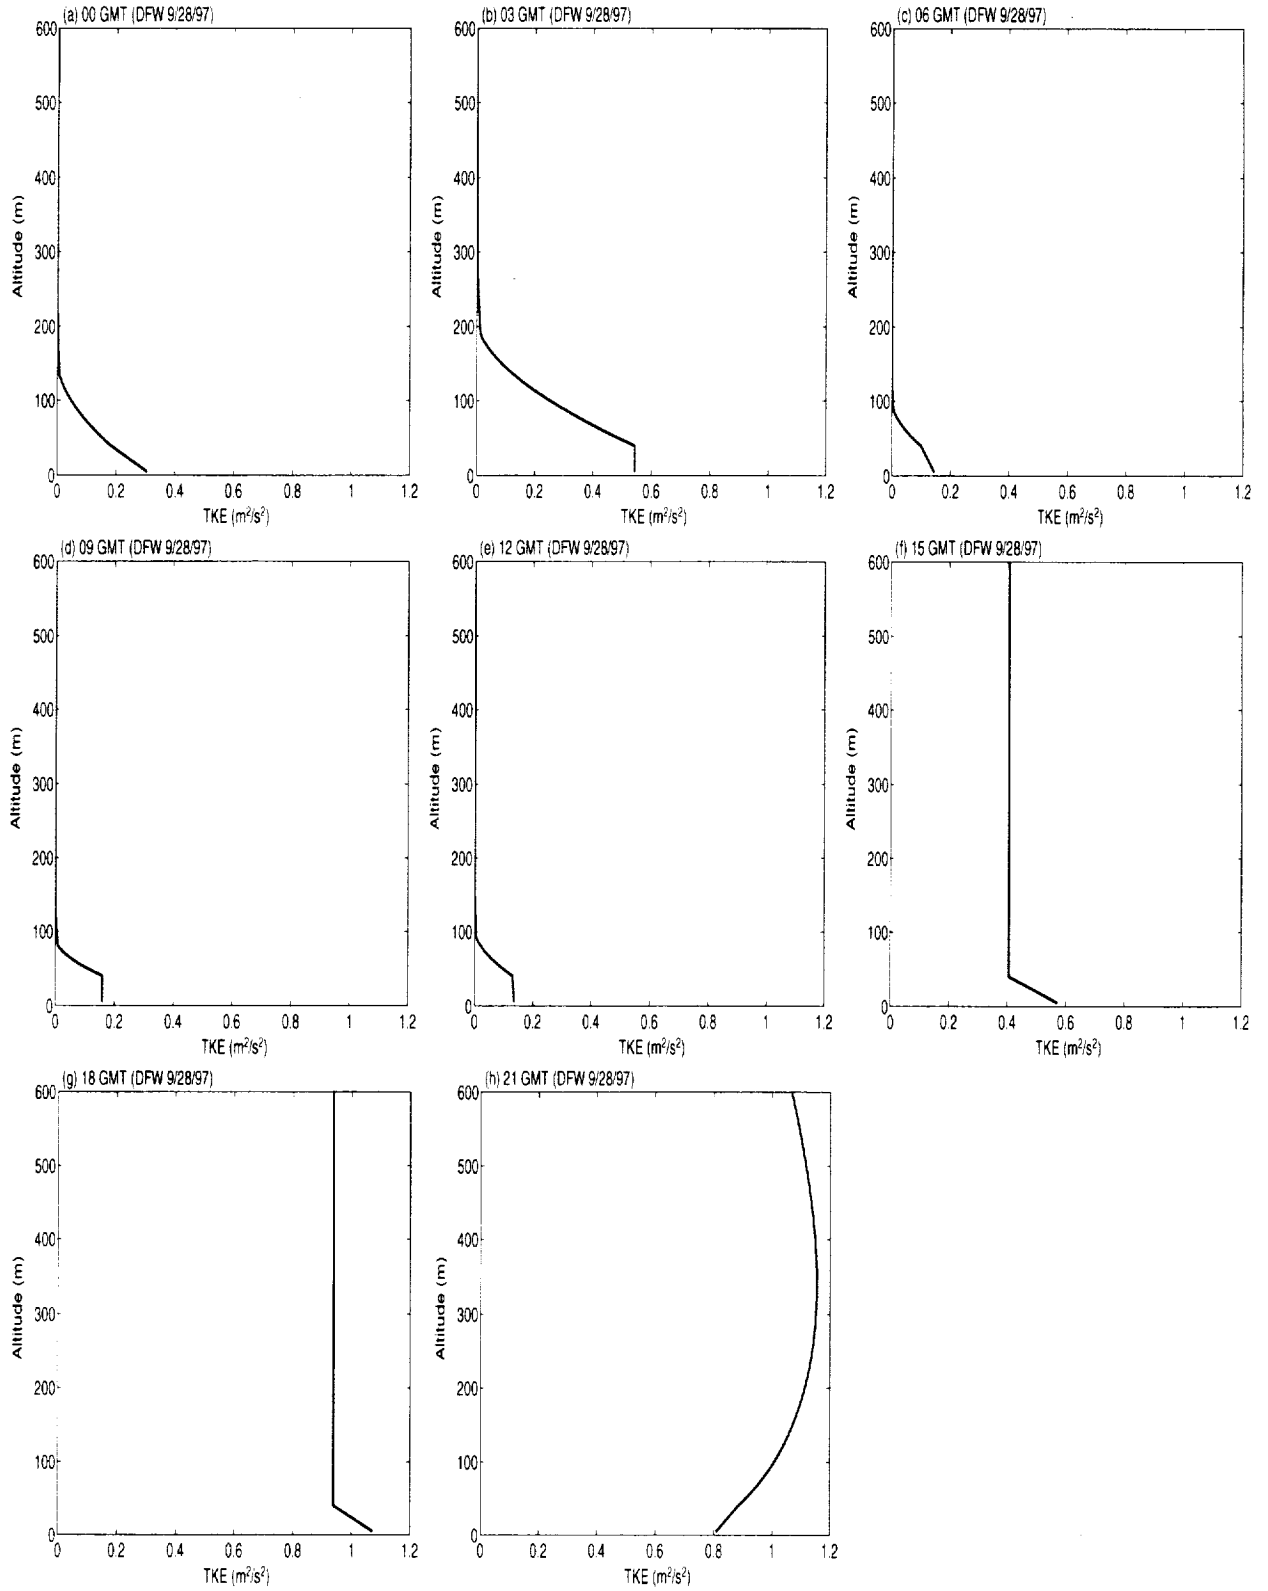 (a) 00 GMT (DFW 9/28/97)
600
500
400
300
200
100
0
Altitude (m)
0 0.2 0.4 0.6 0.8 1 1.2
TKE (m²/s²)
(b) 03 GMT (DFW 9/28/97)
600
500
400
300
200
100
0
Altitude (m)
0 0.2 0.4 0.6 0.8 1 1.2
TKE (m²/s²)
(c) 06 GMT (DFW 9/28/97)
600
500
400
300
200
100
0
Altitude (m)
0 0.2 0.4 0.6 0.8 1 1.2
TKE (m²/s²)
(d) 09 GMT (DFW 9/28/97)
600
500
400
300
200
100
0
Altitude (m)
0 0.2 0.4 0.6 0.8 1 1.2
TKE (m²/s²)
(e) 12 GMT (DFW 9/28/97)
600
500
400
300
200
100
0
Altitude (m)
0 0.2 0.4 0.6 0.8 1 1.2
TKE (m²/s²)
(f) 15 GMT (DFW 9/28/97)
600
500
400
300
200
100
0
Altitude (m)
0 0.2 0.4 0.6 0.8 1 1.2
TKE (m²/s²)
(g) 18 GMT (DFW 9/28/97)
600
500
400
300
200
100
0
Altitude (m)
0 0.2 0.4 0.6 0.8 1 1.2
TKE (m²/s²)
(h) 21 GMT (DFW 9/28/97)
600
500
400
300
200
100
0
Altitude (m)
0 0.2 0.4 0.6 0.8 1 1.2
TKE (m²/s²)